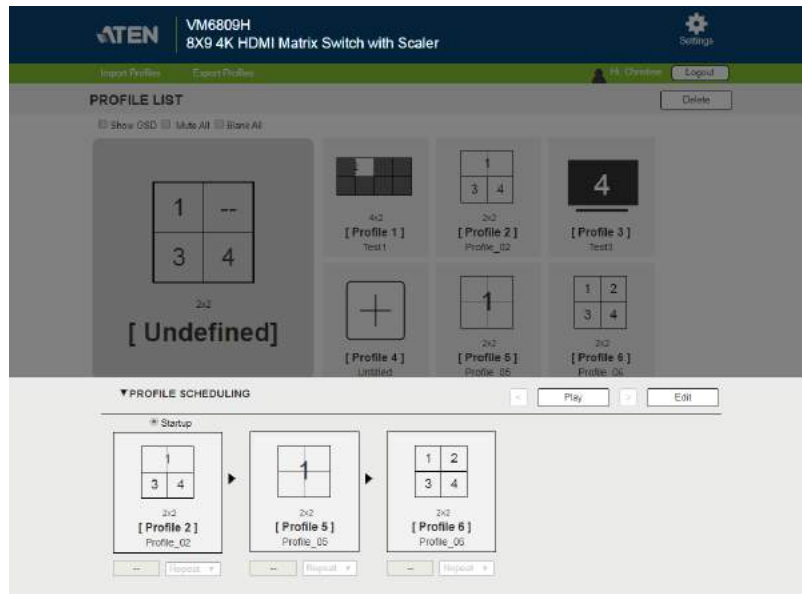 ATEN
VM6809H
8X9 4K HDMI Matrix Switch with Scaler
Settings
Import Profiles Export Profiles Hi, Christine Logout
PROFILE LIST Delete
Show OSD Mute All Blank All
1 --
3 4
2x2
[ Undefined]
4x2
[ Profile 1 ]
Test1
1
3 4
2x2
[ Profile 2 ]
Profile_02
4
[ Profile 3 ]
Test3
[ Profile 4 ]
Untitled
1
2x2
[ Profile 5 ]
Profile_05
1 2
3 4
2x2
[ Profile 6 ]
Profile_06
▼PROFILE SCHEDULING < Play > Edit
Startup
1
3 4
2x2
[ Profile 2 ]
Profile_02
-- Repeat
1
2x2
[ Profile 5 ]
Profile_05
-- Repeat
1 2
3 4
2x2
[ Profile 6 ]
Profile_06
-- Repeat